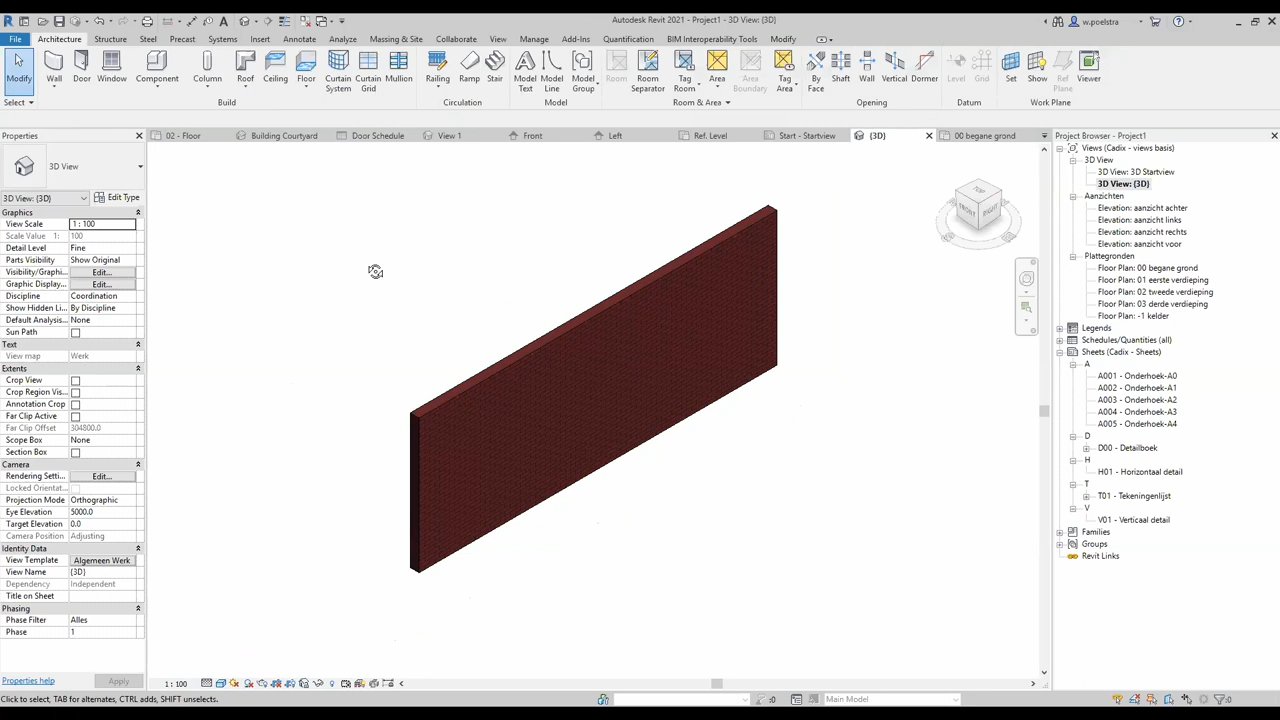 Autodesk Revit 2021 - Project1 - 3D View: {3D}
w.poelstra
File Architecture Structure Steel Precast Systems Insert Annotate Analyze Massing & Site Collaborate View Manage Add-Ins Quantification BIM Interoperability Tools Modify
Modify Wall Door Window Component Column Roof Ceiling Floor Curtain System Curtain Grid Mullion Railing Ramp Stair Model Text Model Line Model Group Room Room Separator Tag Room Area Area Boundary Tag Area By Face Shaft Wall Vertical Dormer Level Grid Set Show Ref Plane Viewer
Select Build Circulation Model Room & Area Opening Datum Work Plane
Properties
02 - Floor Building Courtyard Door Schedule View 1 Front Left Ref. Level Start - Startview {3D} 00 begane grond
Project Browser - Project1
3D View
3D View: {3D} Edit Type
Graphics
View Scale 1 : 100
Scale Value 1: 100
Detail Level Fine
Parts Visibility Show Original
Visibility/Graphi... Edit...
Graphic Display... Edit...
Discipline Coordination
Show Hidden Li... By Discipline
Default Analysis... None
Sun Path
Text
View map Werk
Extents
Crop View
Crop Region Vis...
Annotation Crop
Far Clip Active
Far Clip Offset 304800.0
Scope Box None
Section Box
Camera
Rendering Setti... Edit...
Locked Orientat...
Projection Mode Orthographic
Eye Elevation 5000.0
Target Elevation 0.0
Camera Position Adjusting
Identity Data
View Template Algemeen Werk
View Name {3D}
Dependency Independent
Title on Sheet
Phasing
Phase Filter Alles
Phase 1
Properties help Apply
TOP
FRONT RIGHT
Views (Cadix - views basis)
3D View
3D View: 3D Startview
3D View: {3D}
Aanzichten
Elevation: aanzicht achter
Elevation: aanzicht links
Elevation: aanzicht rechts
Elevation: aanzicht voor
Plattegronden
Floor Plan: 00 begane grond
Floor Plan: 01 eerste verdieping
Floor Plan: 02 tweede verdieping
Floor Plan: 03 derde verdieping
Floor Plan: -1 kelder
Legends
Schedules/Quantities (all)
Sheets (Cadix - Sheets)
A
A001 - Onderhoek-A0
A002 - Onderhoek-A1
A003 - Onderhoek-A2
A004 - Onderhoek-A3
A005 - Onderhoek-A4
D
D00 - Detailboek
H
H01 - Horizontaal detail
T
T01 - Tekeningenlijst
V
V01 - Verticaal detail
Families
Groups
Revit Links
1 : 100
Click to select, TAB for alternates, CTRL adds, SHIFT unselects.
:0
Main Model
:0